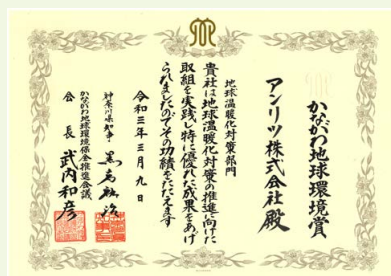 かながわ地球環境賞
アンリツ株式会社殿
地球温暖化対策部門
貴社は地球温暖化対策の推進に向けた
取組を実践し特に優れた成果をあげ
られましたのでその功績をたたえます
令和三年三月九日
神奈川県知事 黒岩祐治
かながわ地球環境保全推進会議
会長 武内和彦